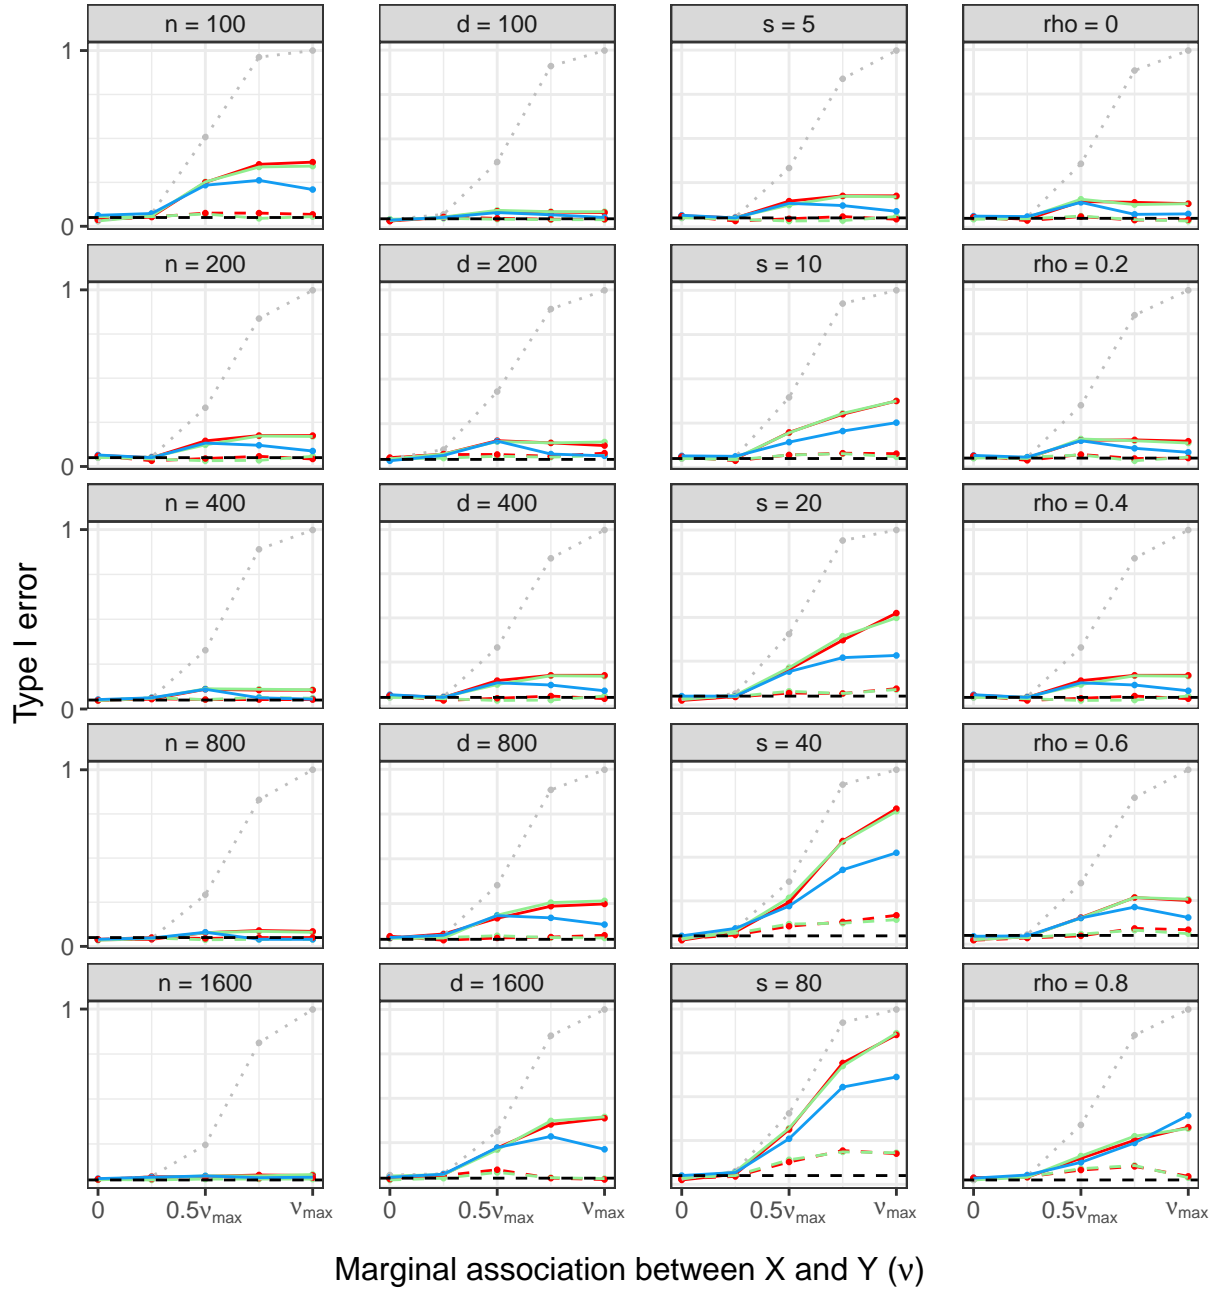 n = 100 d = 100 s = 5 rho = 0
1
0
n = 200 d = 200 s = 10 rho = 0.2
1
0
n = 400 d = 400 s = 20 rho = 0.4
1
0
n = 800 d = 800 s = 40 rho = 0.6
1
0
n = 1600 d = 1600 s = 80 rho = 0.8
1
Type I error
0 0.5νmax νmax 0 0.5νmax νmax 0 0.5νmax νmax 0 0.5νmax νmax
Marginal association between X and Y (ν)